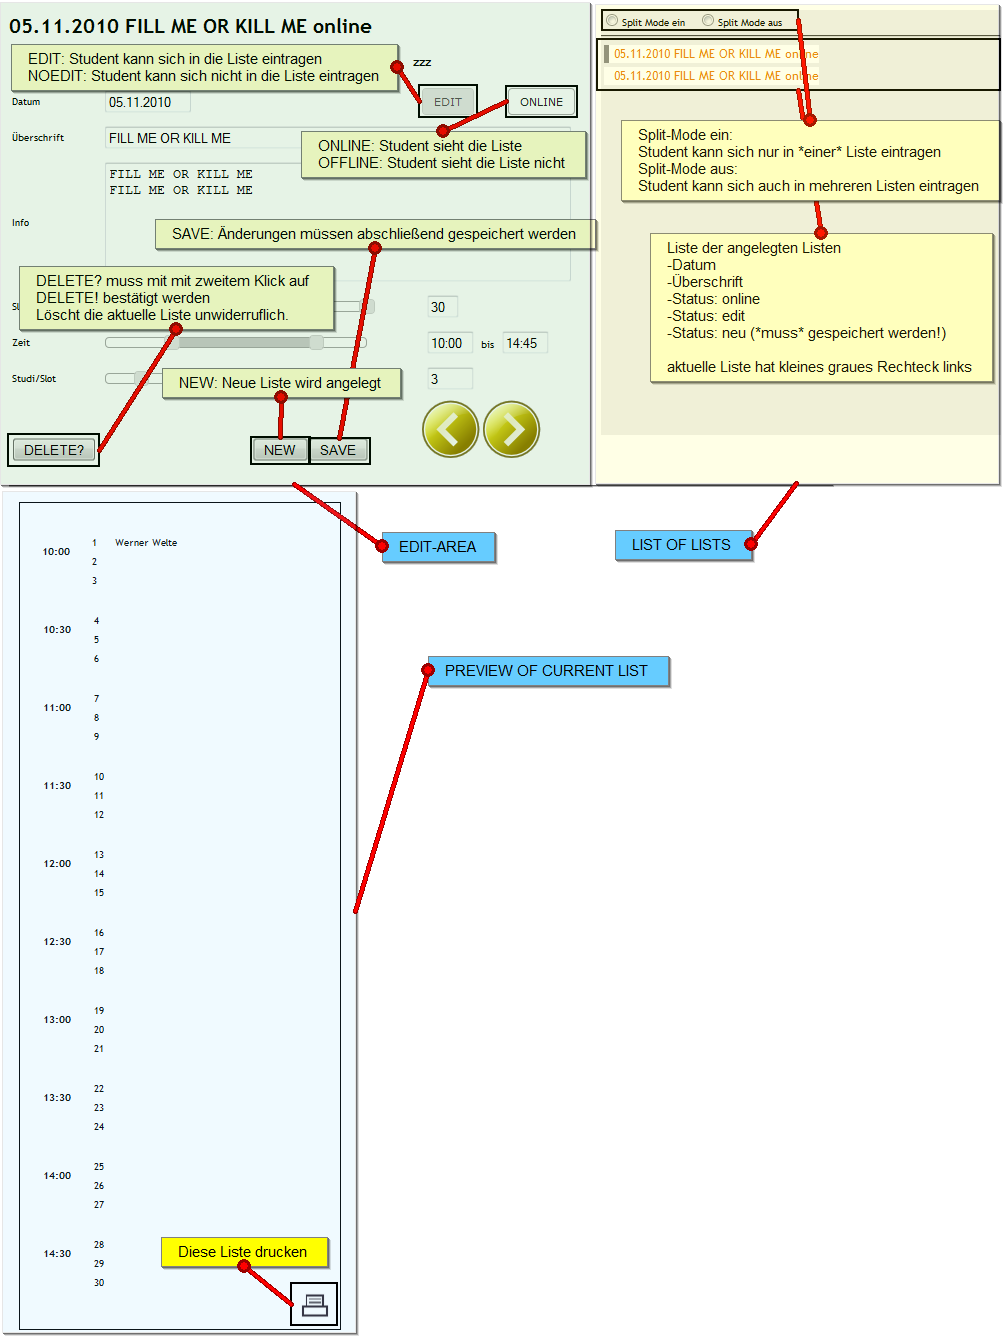 05.11.2010 FILL ME OR KILL ME online
EDIT: Student kann sich in die Liste eintragen
NOEDIT: Student kann sich nicht in die Liste eintragen
zzz
Datum
05.11.2010
EDIT
ONLINE
Überschrift
FILL ME OR KILL ME
ONLINE: Student sieht die Liste
OFFLINE: Student sieht die Liste nicht
FILL ME OR KILL ME
FILL ME OR KILL ME
Info
SAVE: Änderungen müssen abschließend gespeichert werden
DELETE? muss mit mit zweitem Klick auf
DELETE! bestätigt werden
Löscht die aktuelle Liste unwiderruflich.
30
Zeit
10:00 bis 14:45
Studi/Slot
NEW: Neue Liste wird angelegt
3
DELETE?
NEW
SAVE
Split Mode ein
Split Mode aus
05.11.2010 FILL ME OR KILL ME online
05.11.2010 FILL ME OR KILL ME online
Split-Mode ein:
Student kann sich nur in *einer* Liste eintragen
Split-Mode aus:
Student kann sich auch in mehreren Listen eintragen
Liste der angelegten Listen
-Datum
-Überschrift
-Status: online
-Status: edit
-Status: neu (*muss* gespeichert werden!)
aktuelle Liste hat kleines graues Rechteck links
EDIT-AREA
LIST OF LISTS
PREVIEW OF CURRENT LIST
10:00
1 Werner Welte
2
3
10:30
4
5
6
11:00
7
8
9
11:30
10
11
12
12:00
13
14
15
12:30
16
17
18
13:00
19
20
21
13:30
22
23
24
14:00
25
26
27
14:30
28
29
30
Diese Liste drucken